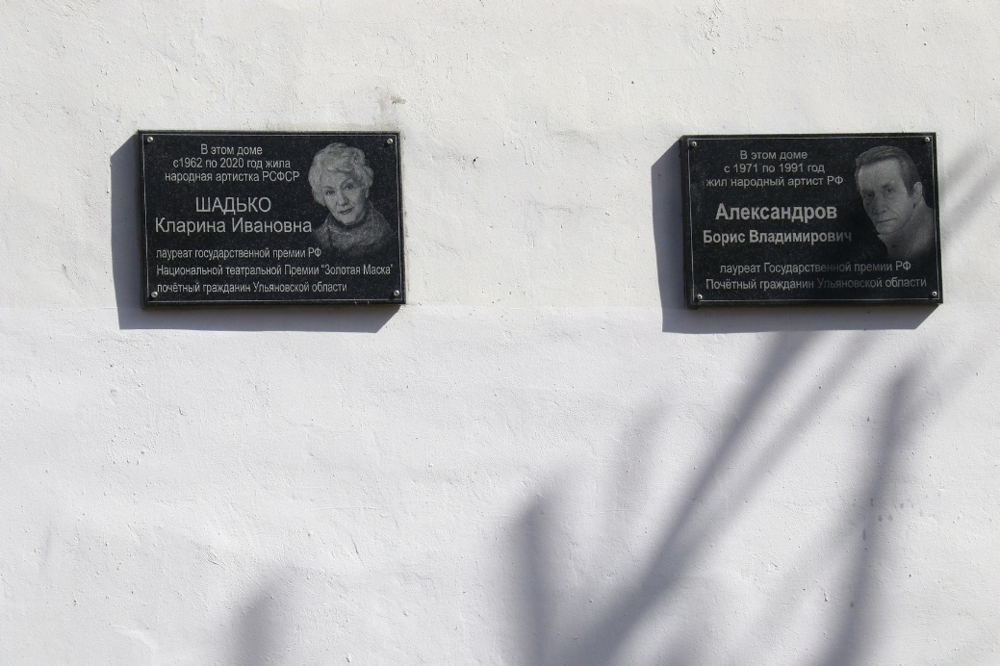 В этом доме
с1962 по 2020 год жила
народная артистка РСФСР
ШАДЬКО
Кларина Ивановна
лауреат государственной премии РФ
Национальной театральной Премии "Золотая Маска"
почётный гражданин Ульяновской области
В этом доме
с 1971 по 1991 год
жил народный артист РФ
Александров
Борис Владимирович
лауреат Государственной премии РФ
Почётный гражданин Ульяновской области